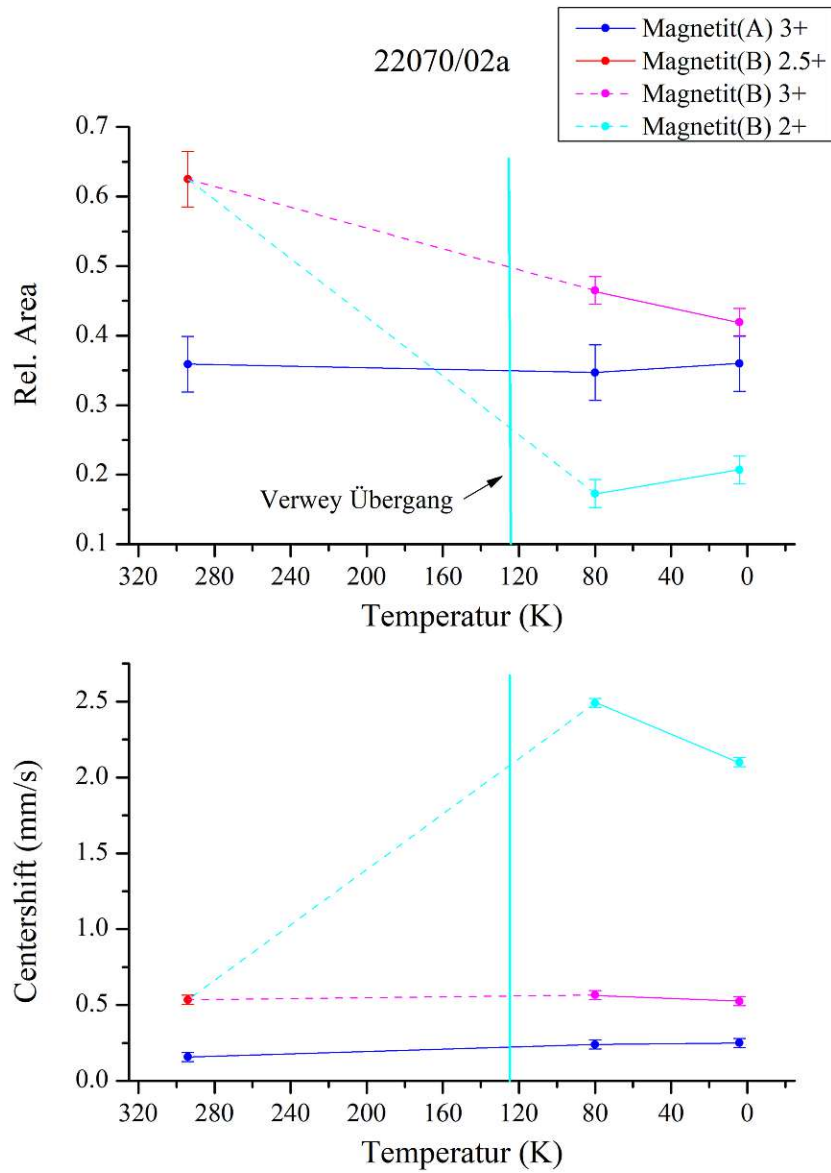 Magnetit(A) 3+
Magnetit(B) 2.5+
Magnetit(B) 3+
Magnetit(B) 2+
22070/02a
0.7
0.6
0.5
0.4
0.3
0.2
0.1
Rel. Area
Verwey Übergang
320 280 240 200 160 120 80 40 0
Temperatur (K)
2.5
2.0
1.5
1.0
0.5
0.0
Centershift (mm/s)
320 280 240 200 160 120 80 40 0
Temperatur (K)